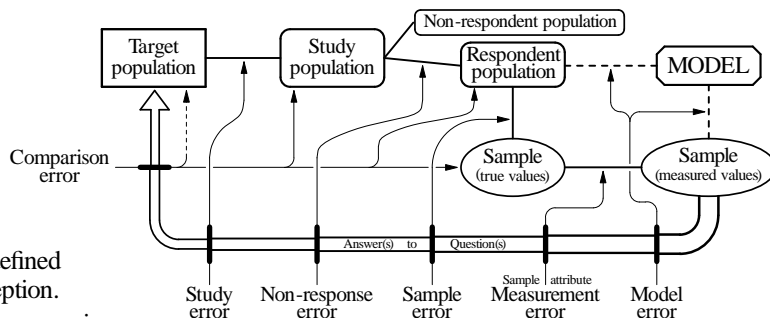 Non-respondent population
Target
population
Study
population
Respondent
population
MODEL
Comparison
error
Sample
(true values)
Sample
(measured values)
Answer(s) to Question(s)
efined
eption.
.
Study
error
Non-response
error
Sample
error
Sample attribute
Measurement
error
Model
error